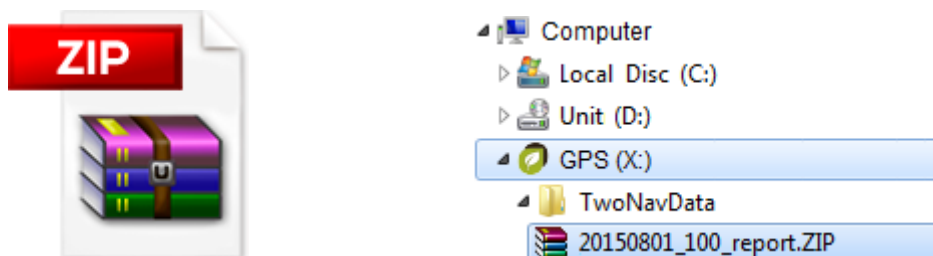 ZIP
U
Computer
Local Disc (C:)
Unit (D:)
GPS (X:)
TwoNavData
20150801_100_report.ZIP